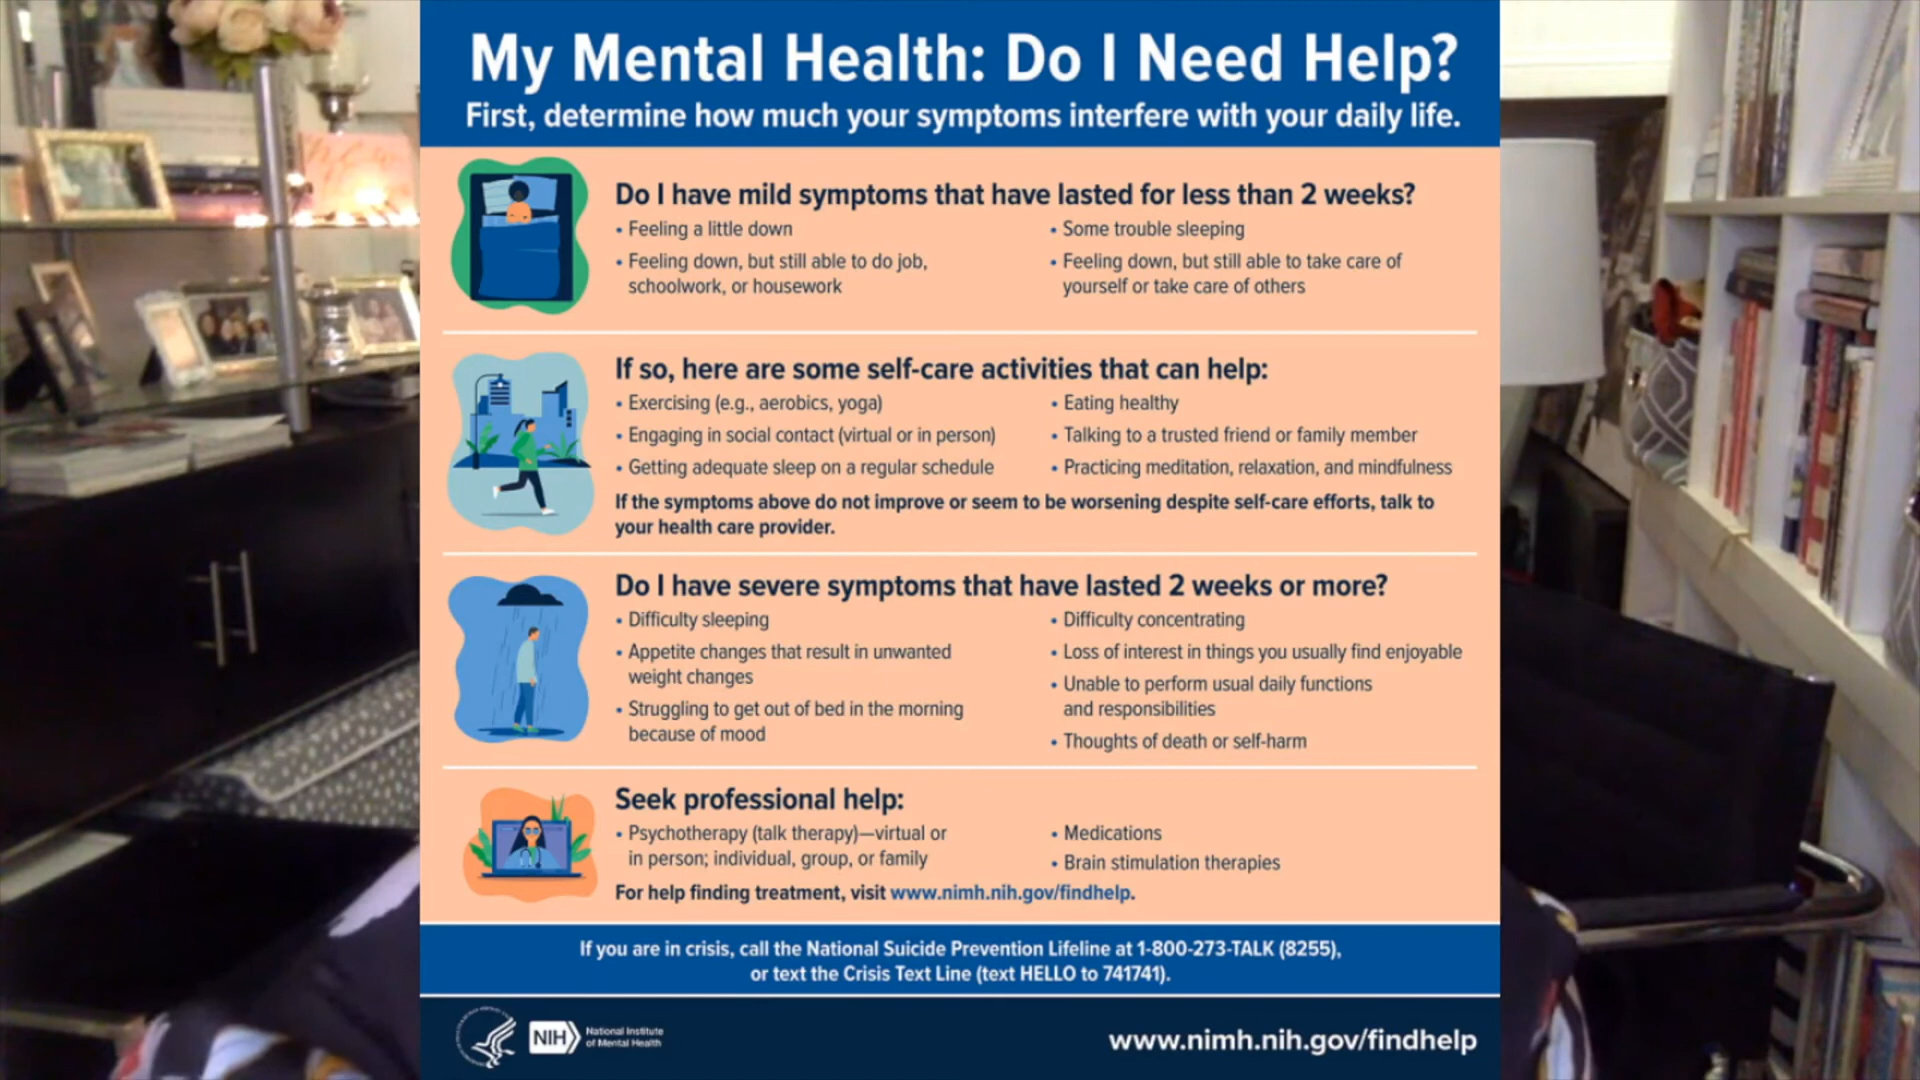 My Mental Health: Do I Need Help?
First, determine how much your symptoms interfere with your daily life.
Do I have mild symptoms that have lasted for less than 2 weeks?
• Feeling a little down
• Feeling down, but still able to do job,
schoolwork, or housework
• Some trouble sleeping
• Feeling down, but still able to take care of
yourself or take care of others
If so, here are some self-care activities that can help:
• Exercising (e.g., aerobics, yoga)
• Engaging in social contact (virtual or in person)
• Getting adequate sleep on a regular schedule
• Eating healthy
• Talking to a trusted friend or family member
• Practicing meditation, relaxation, and mindfulness
If the symptoms above do not improve or seem to be worsening despite self-care efforts, talk to
your health care provider.
Do I have severe symptoms that have lasted 2 weeks or more?
• Difficulty sleeping
• Appetite changes that result in unwanted
weight changes
• Struggling to get out of bed in the morning
because of mood
• Difficulty concentrating
• Loss of interest in things you usually find enjoyable
• Unable to perform usual daily functions
and responsibilities
• Thoughts of death or self-harm
Seek professional help:
• Psychotherapy (talk therapy)—virtual or
in person; individual, group, or family
• Medications
• Brain stimulation therapies
For help finding treatment, visit www.nimh.nih.gov/findhelp.
If you are in crisis, call the National Suicide Prevention Lifeline at 1-800-273-TALK (8255),
or text the Crisis Text Line (text HELLO to 741741).
NIH
National Institute
of Mental Health
www.nimh.nih.gov/findhelp